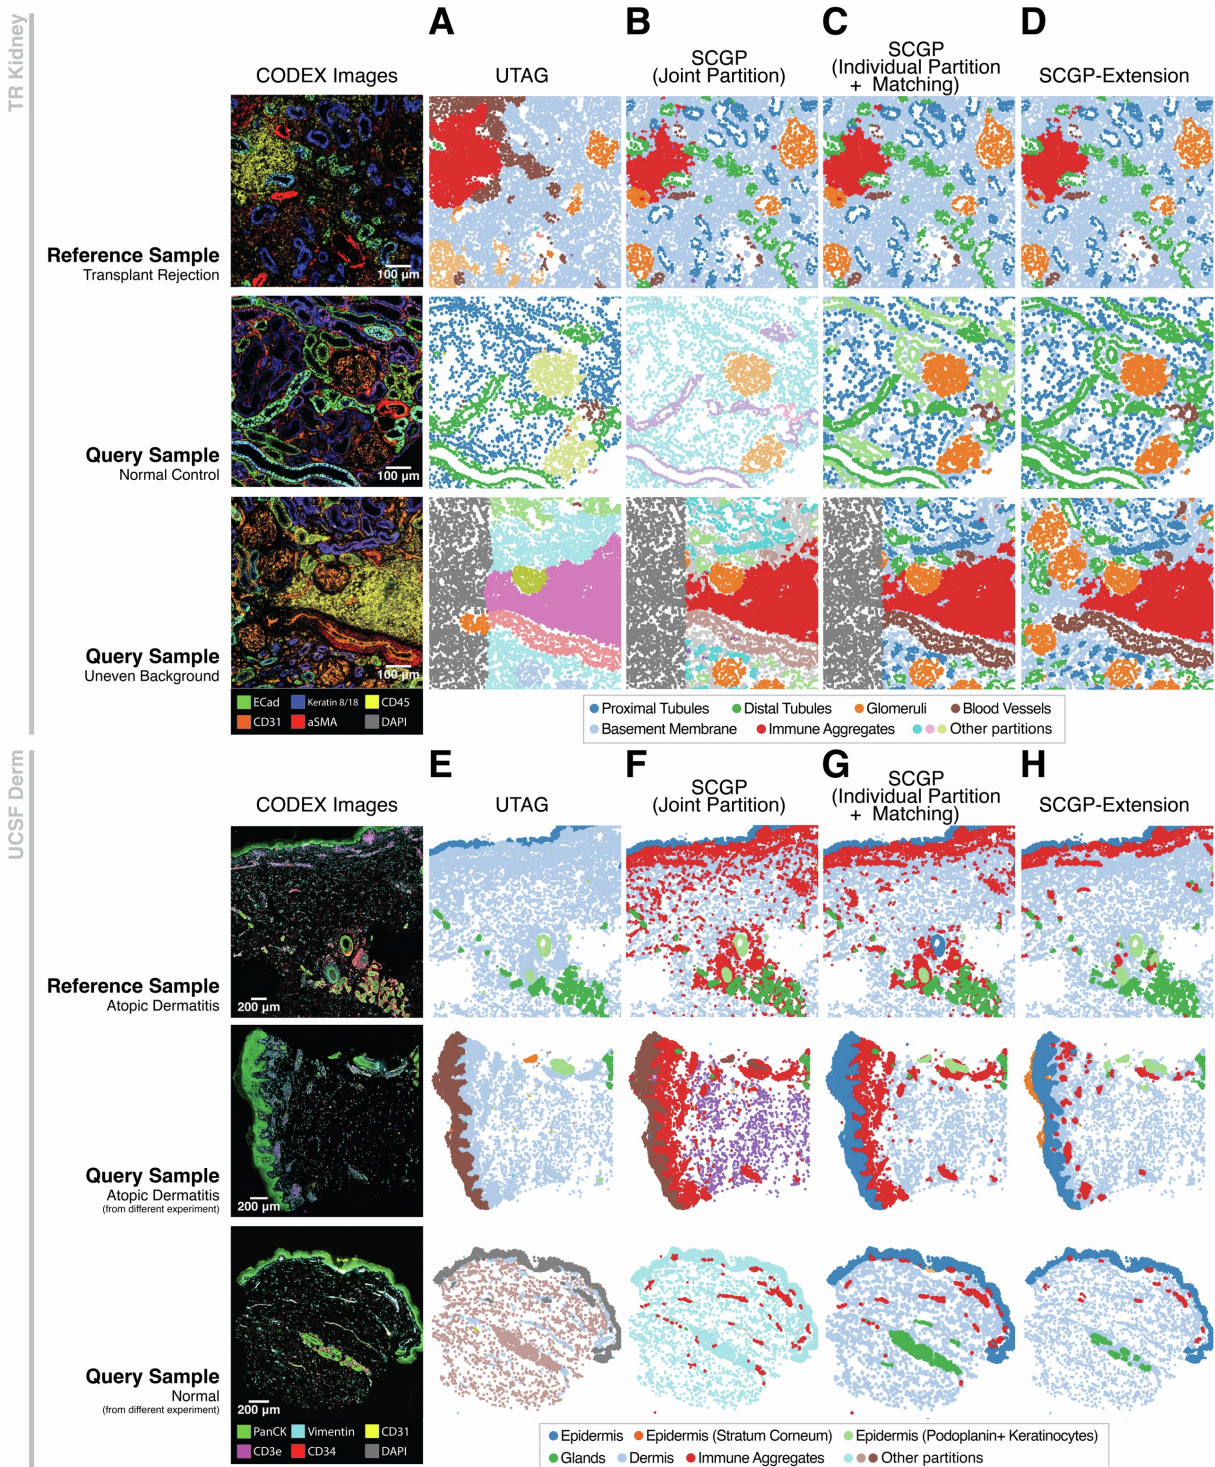 TR Kidney
A
B
C
D
CODEX Images
UTAG
SCGP
(Joint Partition)
SCGP
(Individual Partition
+ Matching)
SCGP-Extension
Reference Sample
Transplant Rejection
100 µm
Query Sample
Normal Control
100 µm
Query Sample
Uneven Background
100 µm
ECad Keratin 8/18 CD45
CD31 aSMA DAPI
Proximal Tubules Distal Tubules Glomeruli Blood Vessels
Basement Membrane Immune Aggregates Other partitions
UCSF Derm
E
F
G
H
CODEX Images
UTAG
SCGP
(Joint Partition)
SCGP
(Individual Partition
+ Matching)
SCGP-Extension
Reference Sample
Atopic Dermatitis
200 µm
Query Sample
Atopic Dermatitis
(from different experiment)
200 µm
Query Sample
Normal
(from different experiment)
200 µm
PanCK Vimentin CD31
CD3e CD34 DAPI
Epidermis Epidermis (Stratum Corneum) Epidermis (Podoplanin+ Keratinocytes)
Glands Dermis Immune Aggregates Other partitions